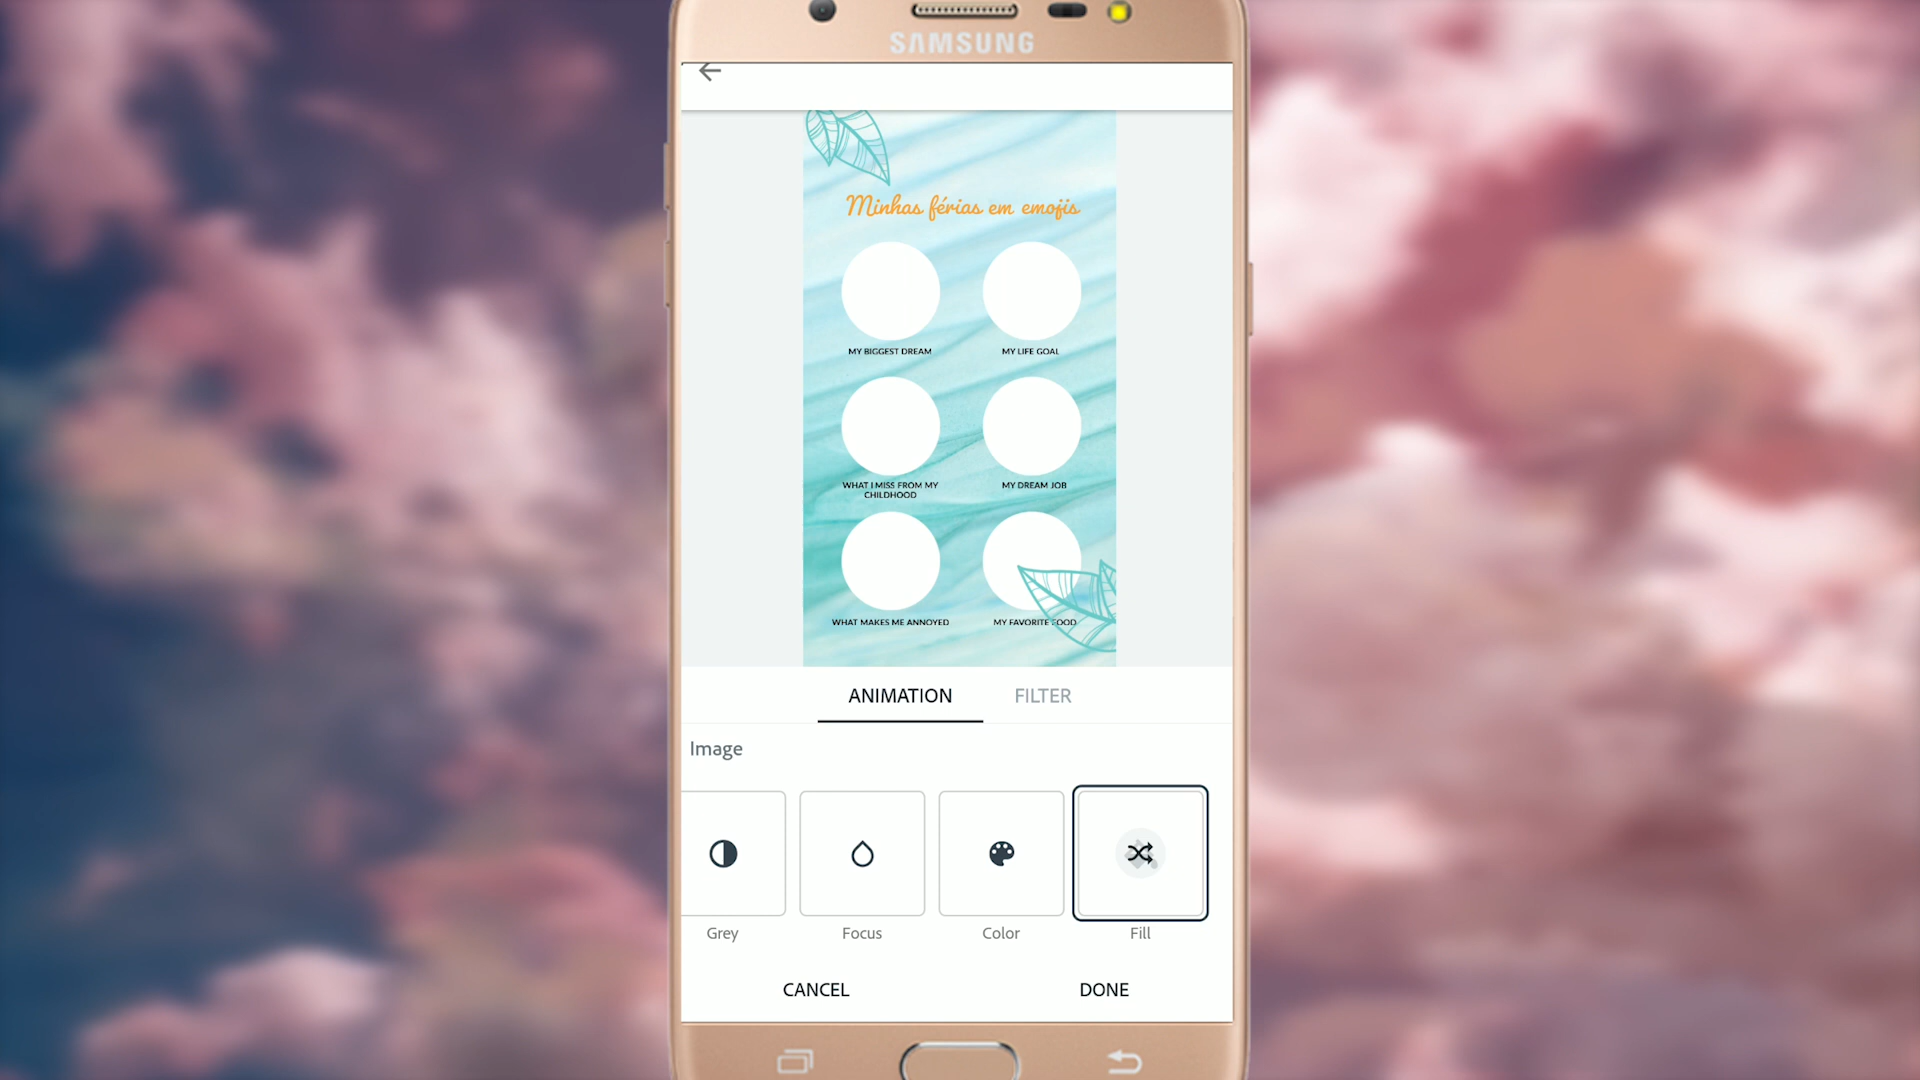 SAMSUNG
Minhas férias em emojis
MY BIGGEST DREAM
MY LIFE GOAL
WHAT I MISS FROM MY
CHILDHOOD
MY DREAM JOB
WHAT MAKES ME ANNOYED
MY FAVORITE FOOD
ANIMATION
FILTER
Image
Grey
Focus
Color
Fill
CANCEL
DONE